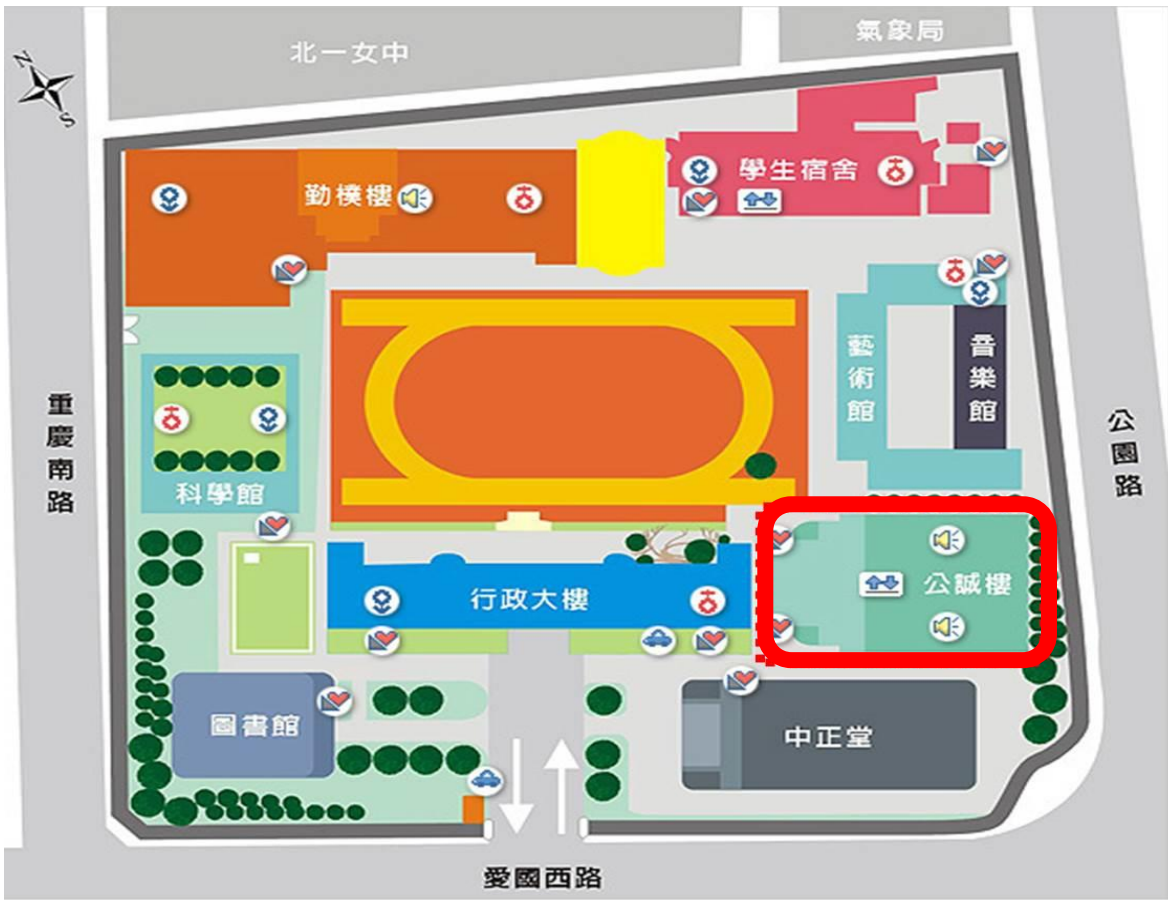 北一女中
氣象局
N
S
勤樸樓
學生宿舍
重慶南路
藝術館
音樂館
公園路
科學館
行政大樓
公誠樓
圖書館
中正堂
愛國西路